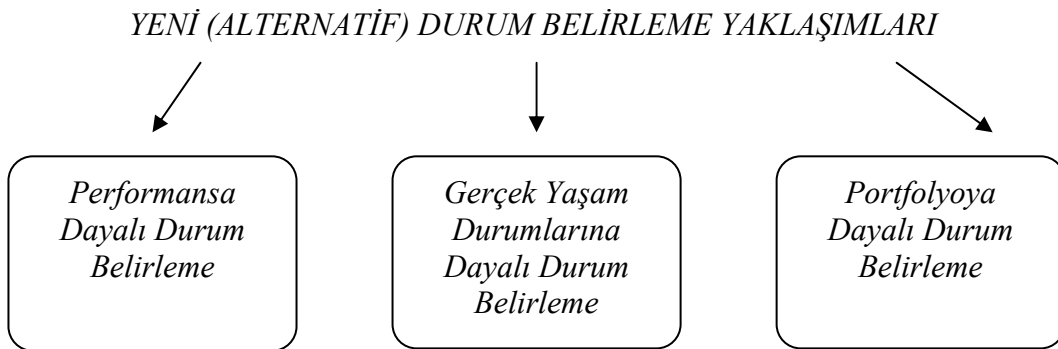 YENİ (ALTERNATİF) DURUM BELİRLEME YAKLAŞIMLARI
Performansa
Dayalı Durum
Belirleme
Gerçek Yaşam
Durumlarına
Dayalı Durum
Belirleme
Portfolyoya
Dayalı Durum
Belirleme